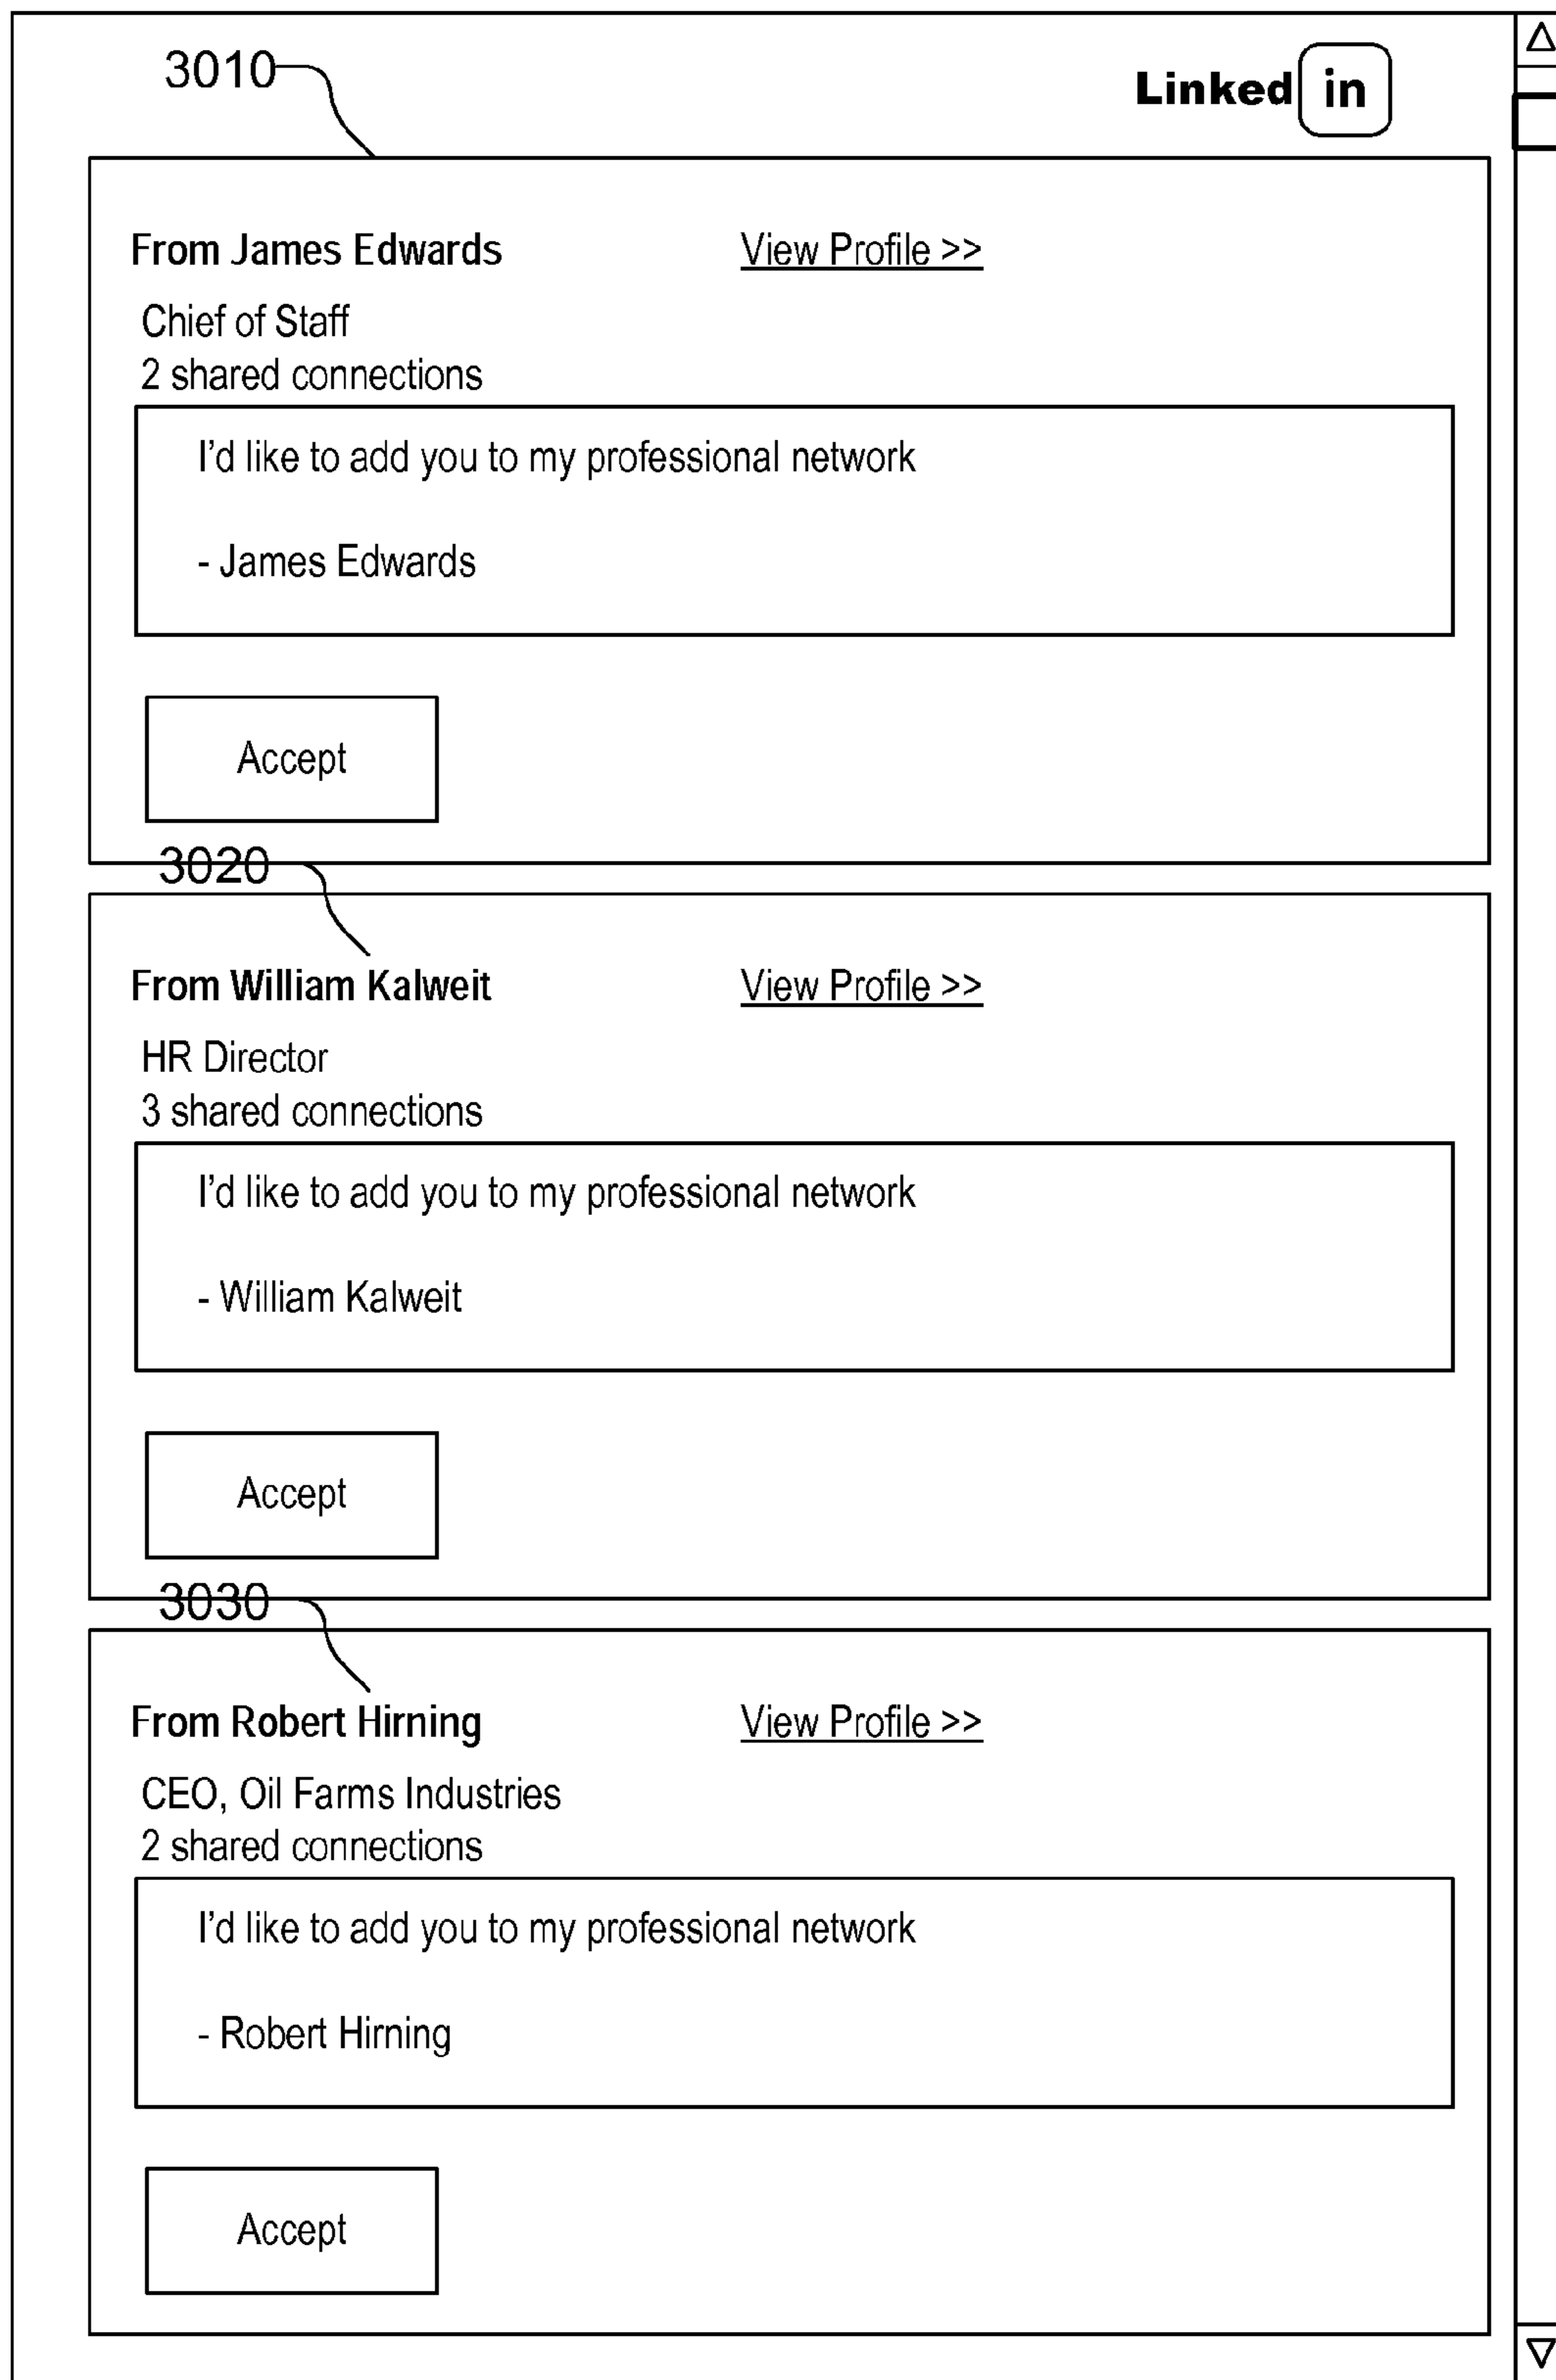 3010
Linked in
From James Edwards View Profile >>
Chief of Staff
2 shared connections
I'd like to add you to my professional network
- James Edwards
Accept
3020
From William Kalweit View Profile >>
HR Director
3 shared connections
I'd like to add you to my professional network
- William Kalweit
Accept
3030
From Robert Hirning View Profile >>
CEO, Oil Farms Industries
2 shared connections
I'd like to add you to my professional network
- Robert Hirning
Accept